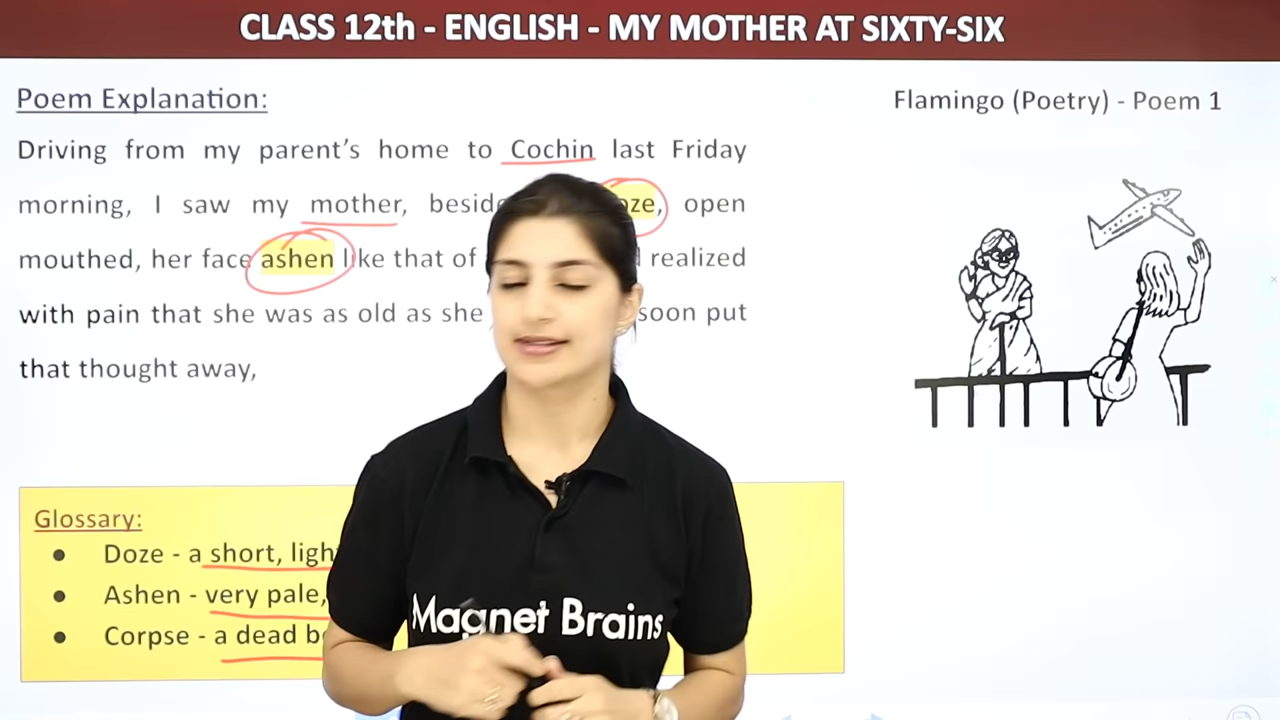 CLASS 12th - ENGLISH - MY MOTHER AT SIXTY-SIX
Poem Explanation:
Flamingo (Poetry) - Poem 1
Driving from my parent’s home to Cochin last Friday
morning, I saw my mother, open
mouthed, her face ashen like that of realized
with pain that she was as old as she soon put
that thought away,
Glossary:
Doze - a short,
Ashen - very pale,
Corpse - a dead
Magnet Brains